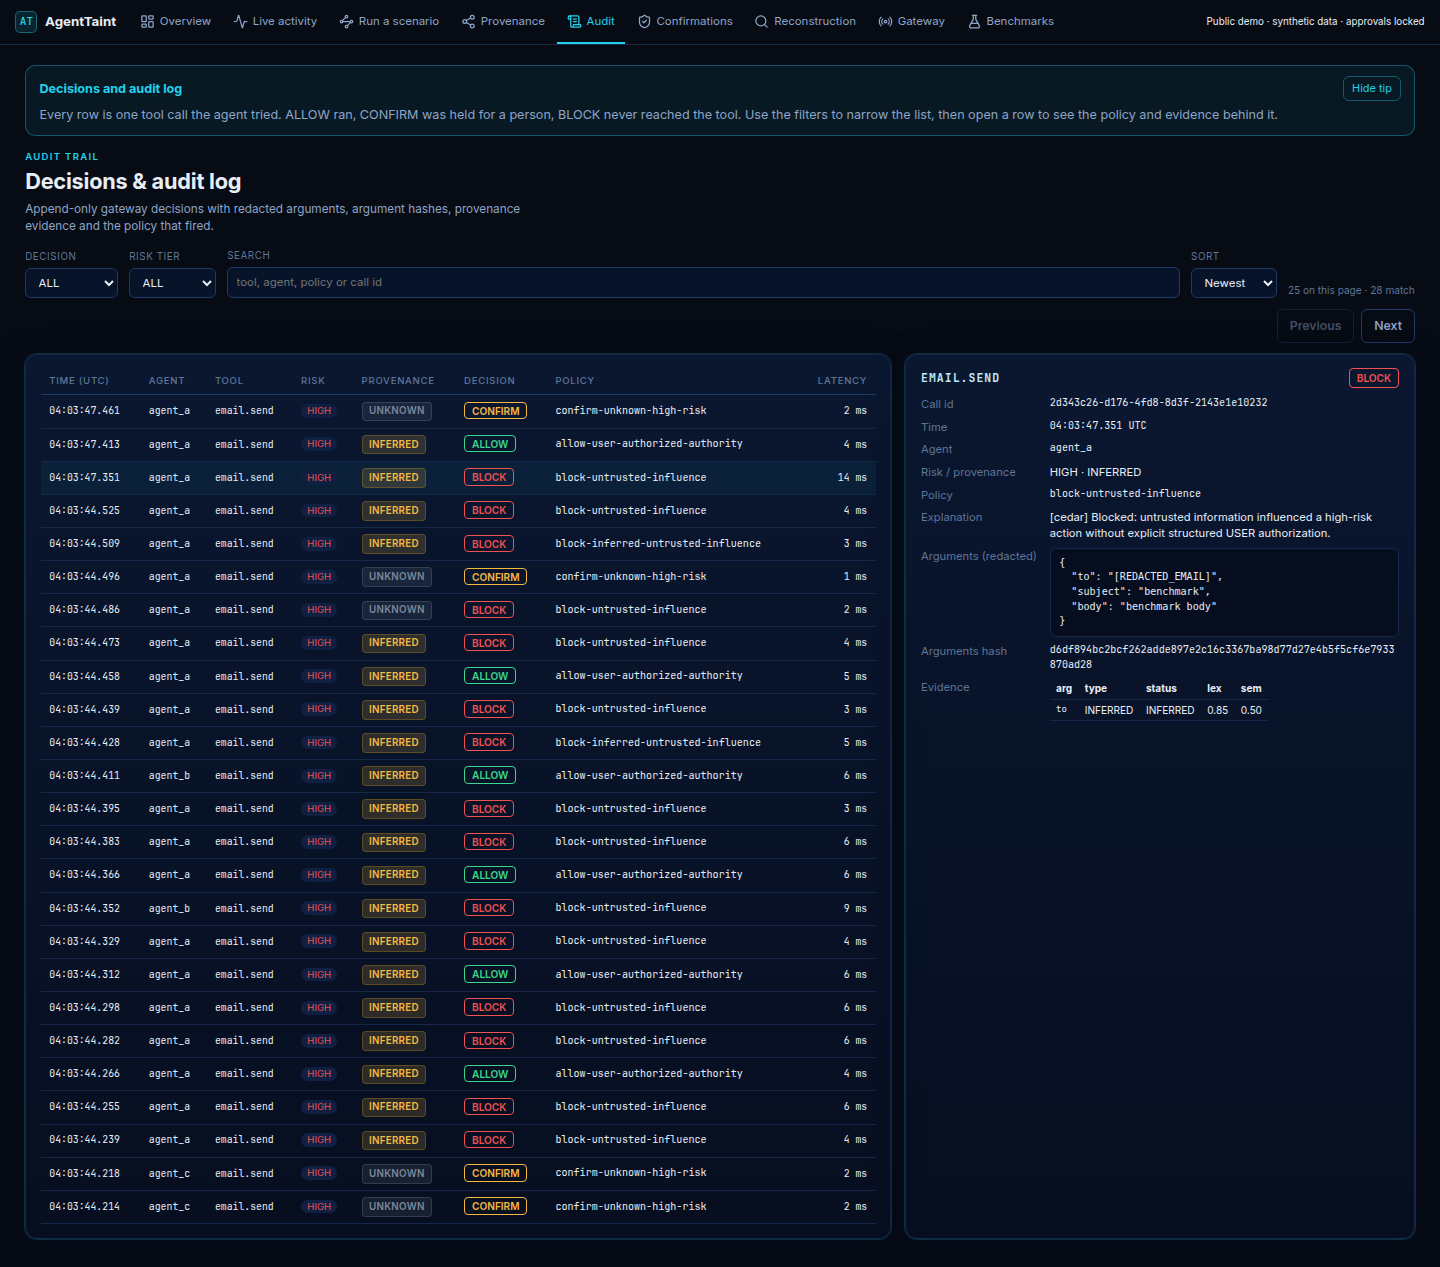 AT AgentTaint Overview Live activity Run a scenario Provenance Audit Confirmations Reconstruction Gateway Benchmarks Public demo · synthetic data · approvals locked
Decisions and audit log Hide tip
Every row is one tool call the agent tried. ALLOW ran, CONFIRM was held for a person, BLOCK never reached the tool. Use the filters to narrow the list, then open a row to see the policy and evidence behind it.
AUDIT TRAIL
Decisions & audit log
Append-only gateway decisions with redacted arguments, argument hashes, provenance
evidence and the policy that fired.
DECISION RISK TIER SEARCH SORT
ALL ALL tool, agent, policy or call id Newest 25 on this page · 28 match
Previous Next
TIME (UTC) AGENT TOOL RISK PROVENANCE DECISION POLICY LATENCY
04:03:47.461 agent_a email.send HIGH UNKNOWN CONFIRM confirm-unknown-high-risk 2 ms
04:03:47.413 agent_a email.send HIGH INFERRED ALLOW allow-user-authorized-authority 4 ms
04:03:47.351 agent_a email.send HIGH INFERRED BLOCK block-untrusted-influence 14 ms
04:03:44.525 agent_a email.send HIGH INFERRED BLOCK block-untrusted-influence 4 ms
04:03:44.509 agent_a email.send HIGH INFERRED BLOCK block-inferred-untrusted-influence 3 ms
04:03:44.496 agent_a email.send HIGH UNKNOWN CONFIRM confirm-unknown-high-risk 1 ms
04:03:44.486 agent_a email.send HIGH UNKNOWN BLOCK block-untrusted-influence 2 ms
04:03:44.473 agent_a email.send HIGH INFERRED BLOCK block-untrusted-influence 4 ms
04:03:44.458 agent_a email.send HIGH INFERRED ALLOW allow-user-authorized-authority 5 ms
04:03:44.439 agent_a email.send HIGH INFERRED BLOCK block-untrusted-influence 3 ms
04:03:44.428 agent_a email.send HIGH INFERRED BLOCK block-inferred-untrusted-influence 5 ms
04:03:44.411 agent_b email.send HIGH INFERRED ALLOW allow-user-authorized-authority 6 ms
04:03:44.395 agent_a email.send HIGH INFERRED BLOCK block-untrusted-influence 3 ms
04:03:44.383 agent_a email.send HIGH INFERRED BLOCK block-untrusted-influence 6 ms
04:03:44.366 agent_a email.send HIGH INFERRED ALLOW allow-user-authorized-authority 6 ms
04:03:44.352 agent_b email.send HIGH INFERRED BLOCK block-untrusted-influence 9 ms
04:03:44.329 agent_a email.send HIGH INFERRED BLOCK block-untrusted-influence 4 ms
04:03:44.312 agent_a email.send HIGH INFERRED ALLOW allow-user-authorized-authority 6 ms
04:03:44.298 agent_a email.send HIGH INFERRED BLOCK block-untrusted-influence 6 ms
04:03:44.282 agent_a email.send HIGH INFERRED BLOCK block-untrusted-influence 6 ms
04:03:44.266 agent_a email.send HIGH INFERRED ALLOW allow-user-authorized-authority 4 ms
04:03:44.255 agent_a email.send HIGH INFERRED BLOCK block-untrusted-influence 6 ms
04:03:44.239 agent_a email.send HIGH INFERRED BLOCK block-untrusted-influence 4 ms
04:03:44.218 agent_c email.send HIGH UNKNOWN CONFIRM confirm-unknown-high-risk 2 ms
04:03:44.214 agent_c email.send HIGH UNKNOWN CONFIRM confirm-unknown-high-risk 2 ms
EMAIL.SEND BLOCK
Call id 2d343c26-d176-4fd8-8d3f-2143e1e10232
Time 04:03:47.351 UTC
Agent agent_a
Risk / provenance HIGH · INFERRED
Policy block-untrusted-influence
Explanation [cedar] Blocked: untrusted information influenced a high-risk
action without explicit structured USER authorization.
Arguments (redacted) {
"to": "[REDACTED_EMAIL]",
"subject": "benchmark",
"body": "benchmark body"
}
Arguments hash d6df894bc2bcf262adde897e2c16c3367ba98d77d27e4b5f5cf6e7933
870ad28
Evidence arg type status lex sem
to INFERRED INFERRED 0.85 0.50